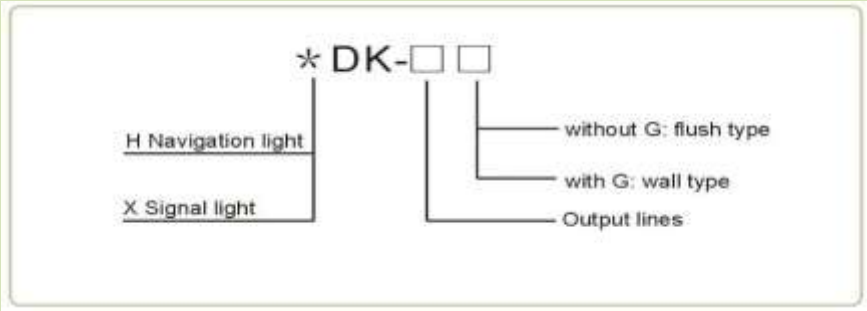 * DK-□ □
H Navigation light
X Signal light
without G: flush type
with G: wall type
Output lines